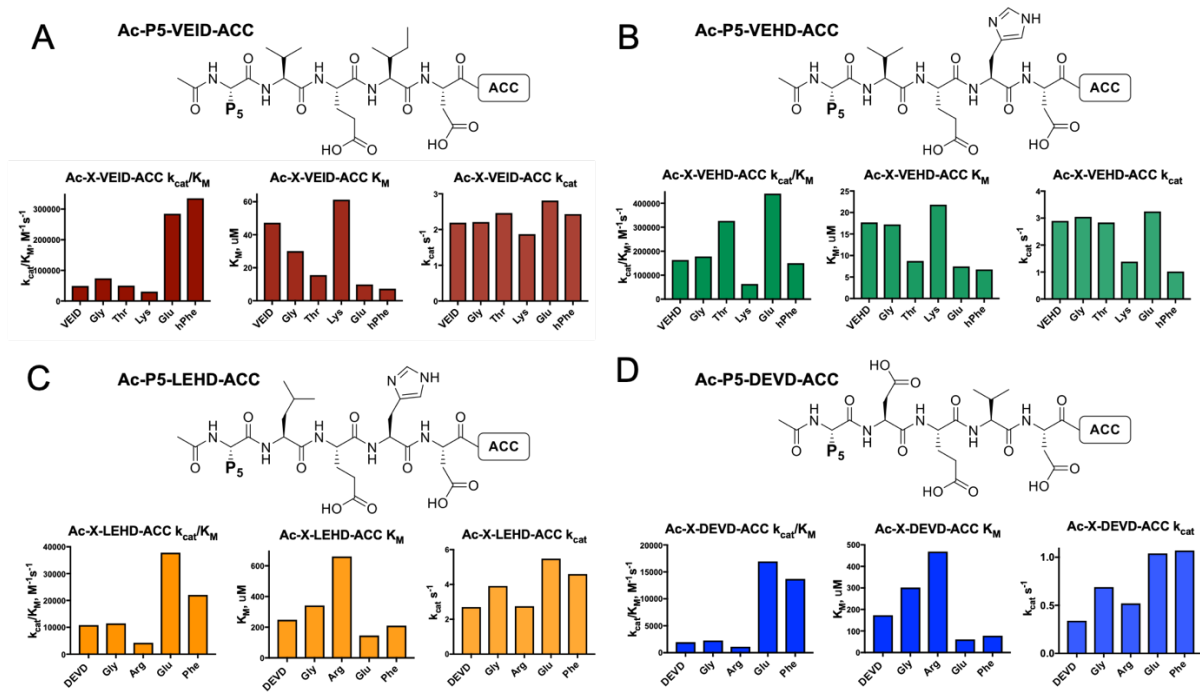 A
Ac-P5-VEID-ACC
H
N
O
P5
O
N
H
H
N
O
O
N
H
H
N
O
O
ACC
HO
O
HO
O
Ac-X-VEID-ACC kcat/KM
kcat/KM, M-1s-1
300000
200000
100000
0
VEID
Gly
Thr
Lys
Glu
hPhe
Ac-X-VEID-ACC KM
KM, uM
80
60
40
20
0
VEID
Gly
Thr
Lys
Glu
hPhe
Ac-X-VEID-ACC kcat
kcat s-1
3
2
1
0
VEID
Gly
Thr
Lys
Glu
hPhe
B
Ac-P5-VEHD-ACC
N
NH
H
N
O
P5
O
N
H
H
N
O
O
N
H
H
N
O
O
ACC
HO
O
HO
O
Ac-X-VEHD-ACC kcat/KM
kcat/KM, M-1s-1
400000
300000
200000
100000
0
VEHD
Gly
Thr
Lys
Glu
hPhe
Ac-X-VEHD-ACC KM
KM, uM
25
20
15
10
5
0
VEHD
Gly
Thr
Lys
Glu
hPhe
Ac-X-VEHD-ACC kcat
kcat s-1
4
3
2
1
0
VEHD
Gly
Thr
Lys
Glu
hPhe
C
Ac-P5-LEHD-ACC
N
NH
H
N
O
P5
O
N
H
H
N
O
O
N
H
H
N
O
O
ACC
HO
O
HO
O
Ac-X-LEHD-ACC kcat/KM
kcat/KM, M-1s-1
40000
30000
20000
10000
0
DEVD
Gly
Arg
Glu
Phe
Ac-X-LEHD-ACC KM
KM, uM
600
400
200
0
DEVD
Gly
Arg
Glu
Phe
Ac-X-LEHD-ACC kcat
kcat s-1
6
4
2
0
DEVD
Gly
Arg
Glu
Phe
D
Ac-P5-DEVD-ACC
HO
O
H
N
O
P5
O
N
H
H
N
O
O
N
H
H
N
O
O
ACC
HO
O
HO
O
Ac-X-DEVD-ACC kcat/KM
kcat/KM, M-1s-1
20000
15000
10000
5000
0
DEVD
Gly
Arg
Glu
Phe
Ac-X-DEVD-ACC KM
KM, uM
500
400
300
200
100
0
DEVD
Gly
Arg
Glu
Phe
Ac-X-DEVD-ACC kcat
kcat s-1
1.0
0.5
0.0
DEVD
Gly
Arg
Glu
Phe